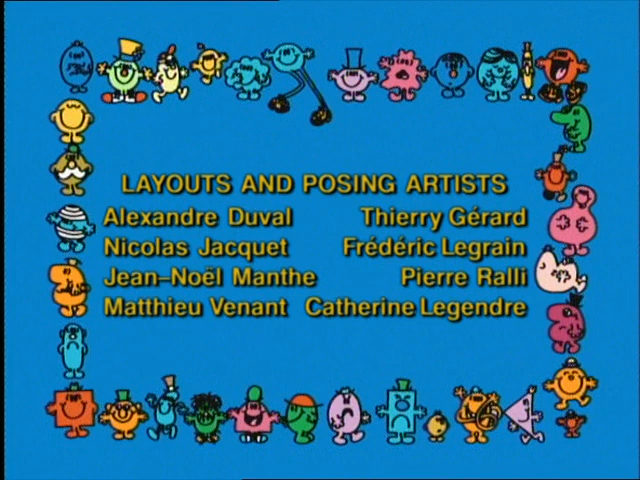 LAYOUTS AND POSING ARTISTS
Alexandre Duval Thierry Gérard
Nicolas Jacquet Frédéric Legrain
Jean–Noël Manthe Pierre Ralli
Matthieu Venant Catherine Legendre